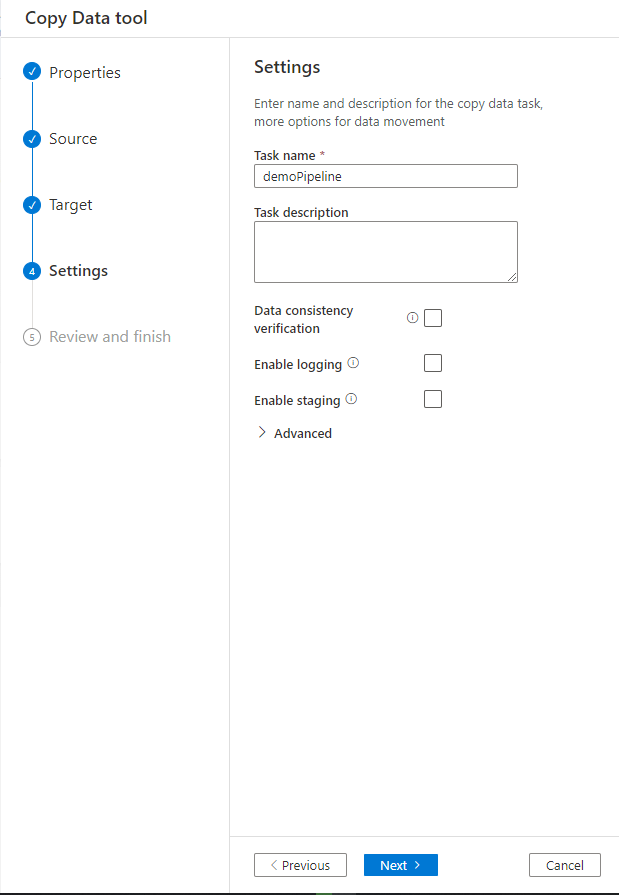 Copy Data tool
Properties
Source
Target
4 Settings
5 Review and finish
Settings
Enter name and description for the copy data task,
more options for data movement
Task name *
demoPipeline
Task description
Data consistency
verification
Enable logging
Enable staging
Advanced
Previous
Next
Cancel